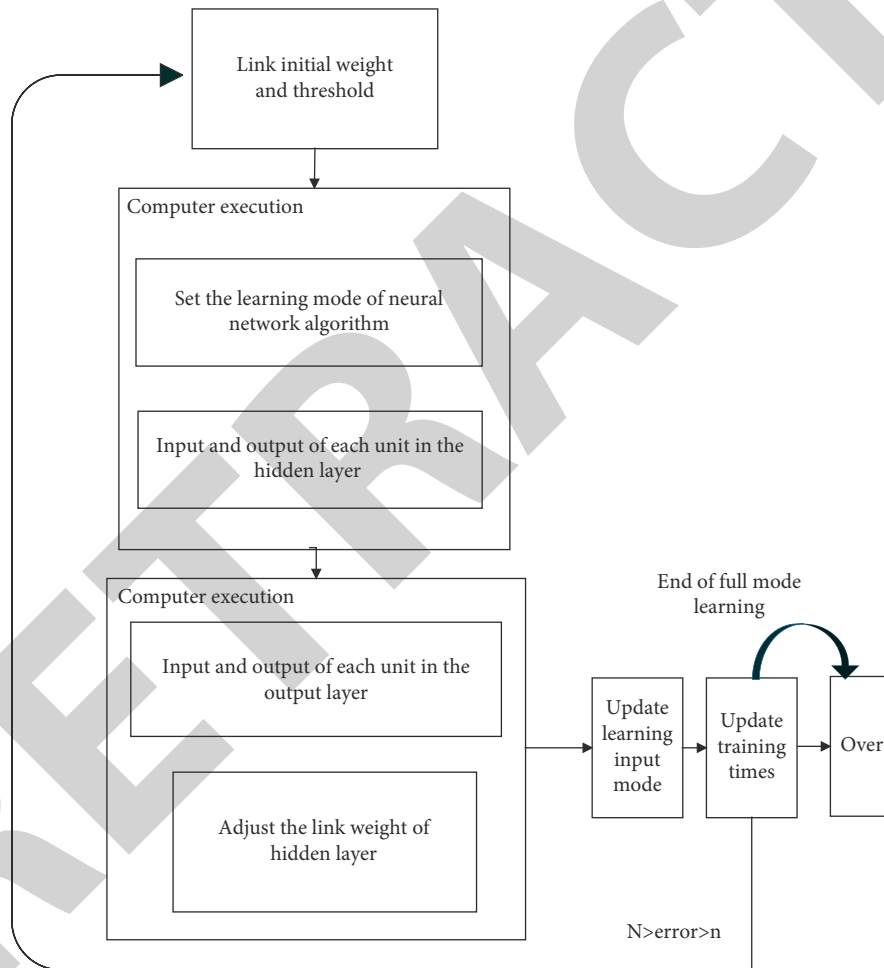 Link initial weight
and threshold
Computer execution
Set the learning mode of neural
network algorithm
Input and output of each unit in the
hidden layer
Computer execution
Input and output of each unit in the
output layer
Adjust the link weight of
hidden layer
End of full mode
learning
Update
learning
input
mode
Update
training
times
Over
N>error>n
RETRACT